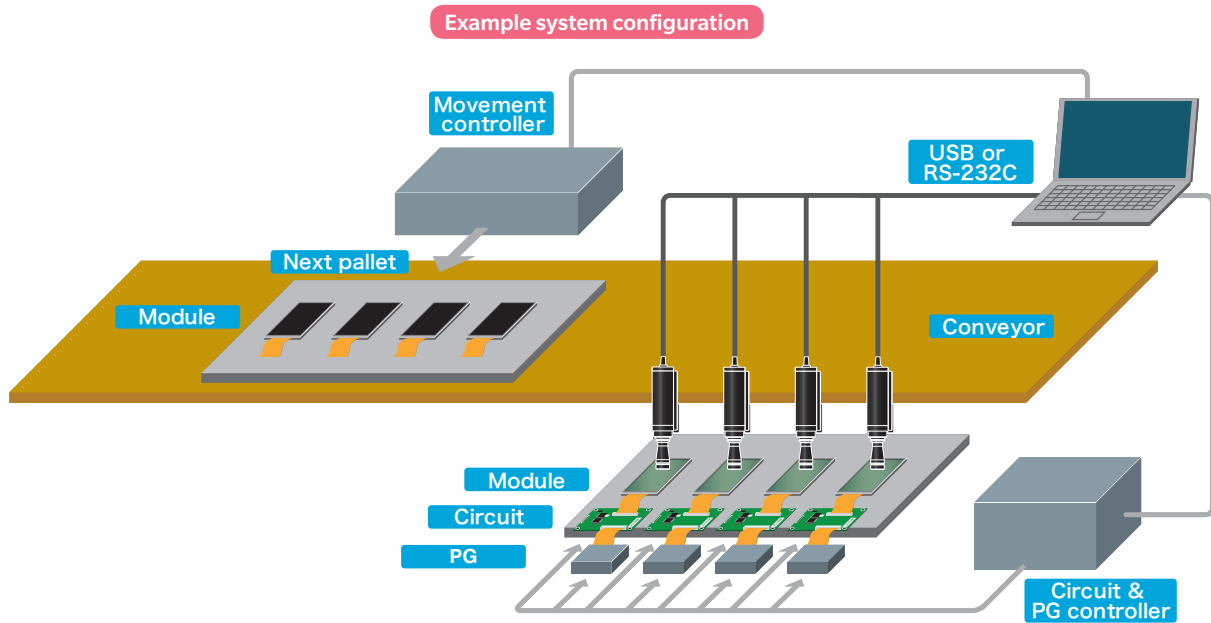 Example system configuration
Movement
controller
USB or
RS-232C
Next pallet
Module
Conveyor
Module
Circuit
PG
Circuit &
PG controller